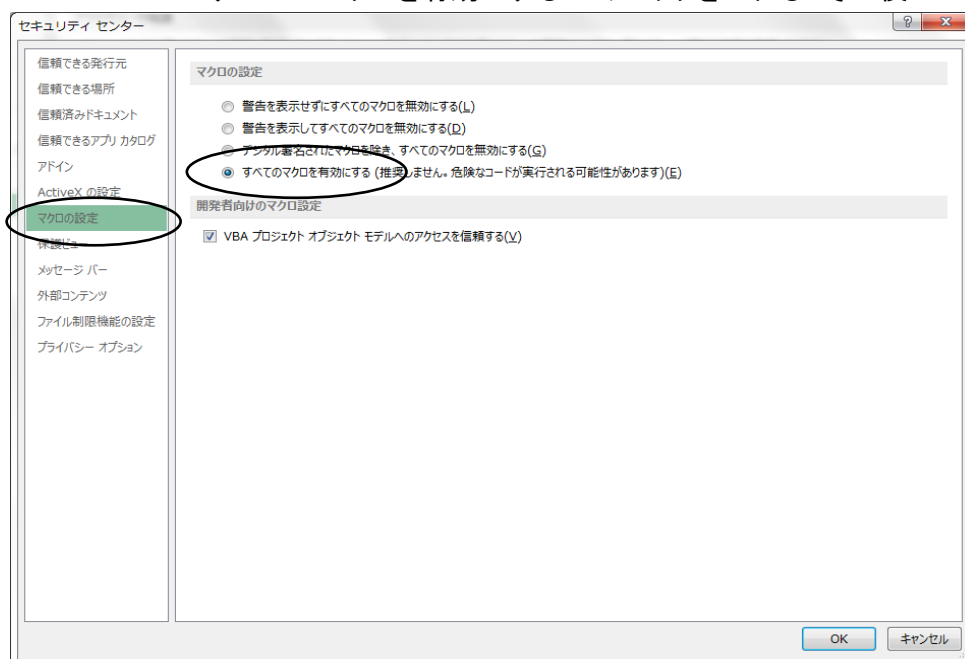 セキュリティ センター
信頼できる発行元
信頼できる場所
信頼済みドキュメント
信頼できるアプリ カタログ
アドイン
ActiveX の設定
マクロの設定
保護ビュー
メッセージ バー
外部コンテンツ
ファイル制限機能の設定
プライバシー オプション
マクロの設定
警告を表示せずにすべてのマクロを無効にする(L)
警告を表示してすべてのマクロを無効にする(D)
デジタル署名されたマクロを除き、すべてのマクロを無効にする(G)
すべてのマクロを有効にする (推奨しません。危険なコードが実行される可能性があります)(E)
開発者向けのマクロ設定
VBA プロジェクト オブジェクト モデルへのアクセスを信頼する(V)
OK
キャンセル